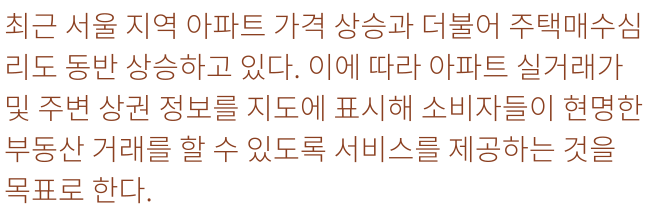 최근 서울 지역 아파트 가격 상승과 더불어 주택매수심
리도 동반 상승하고 있다. 이에 따라 아파트 실거래가
및 주변 상권 정보를 지도에 표시해 소비자들이 현명한
부동산 거래를 할 수 있도록 서비스를 제공하는 것을
목표로 한다.